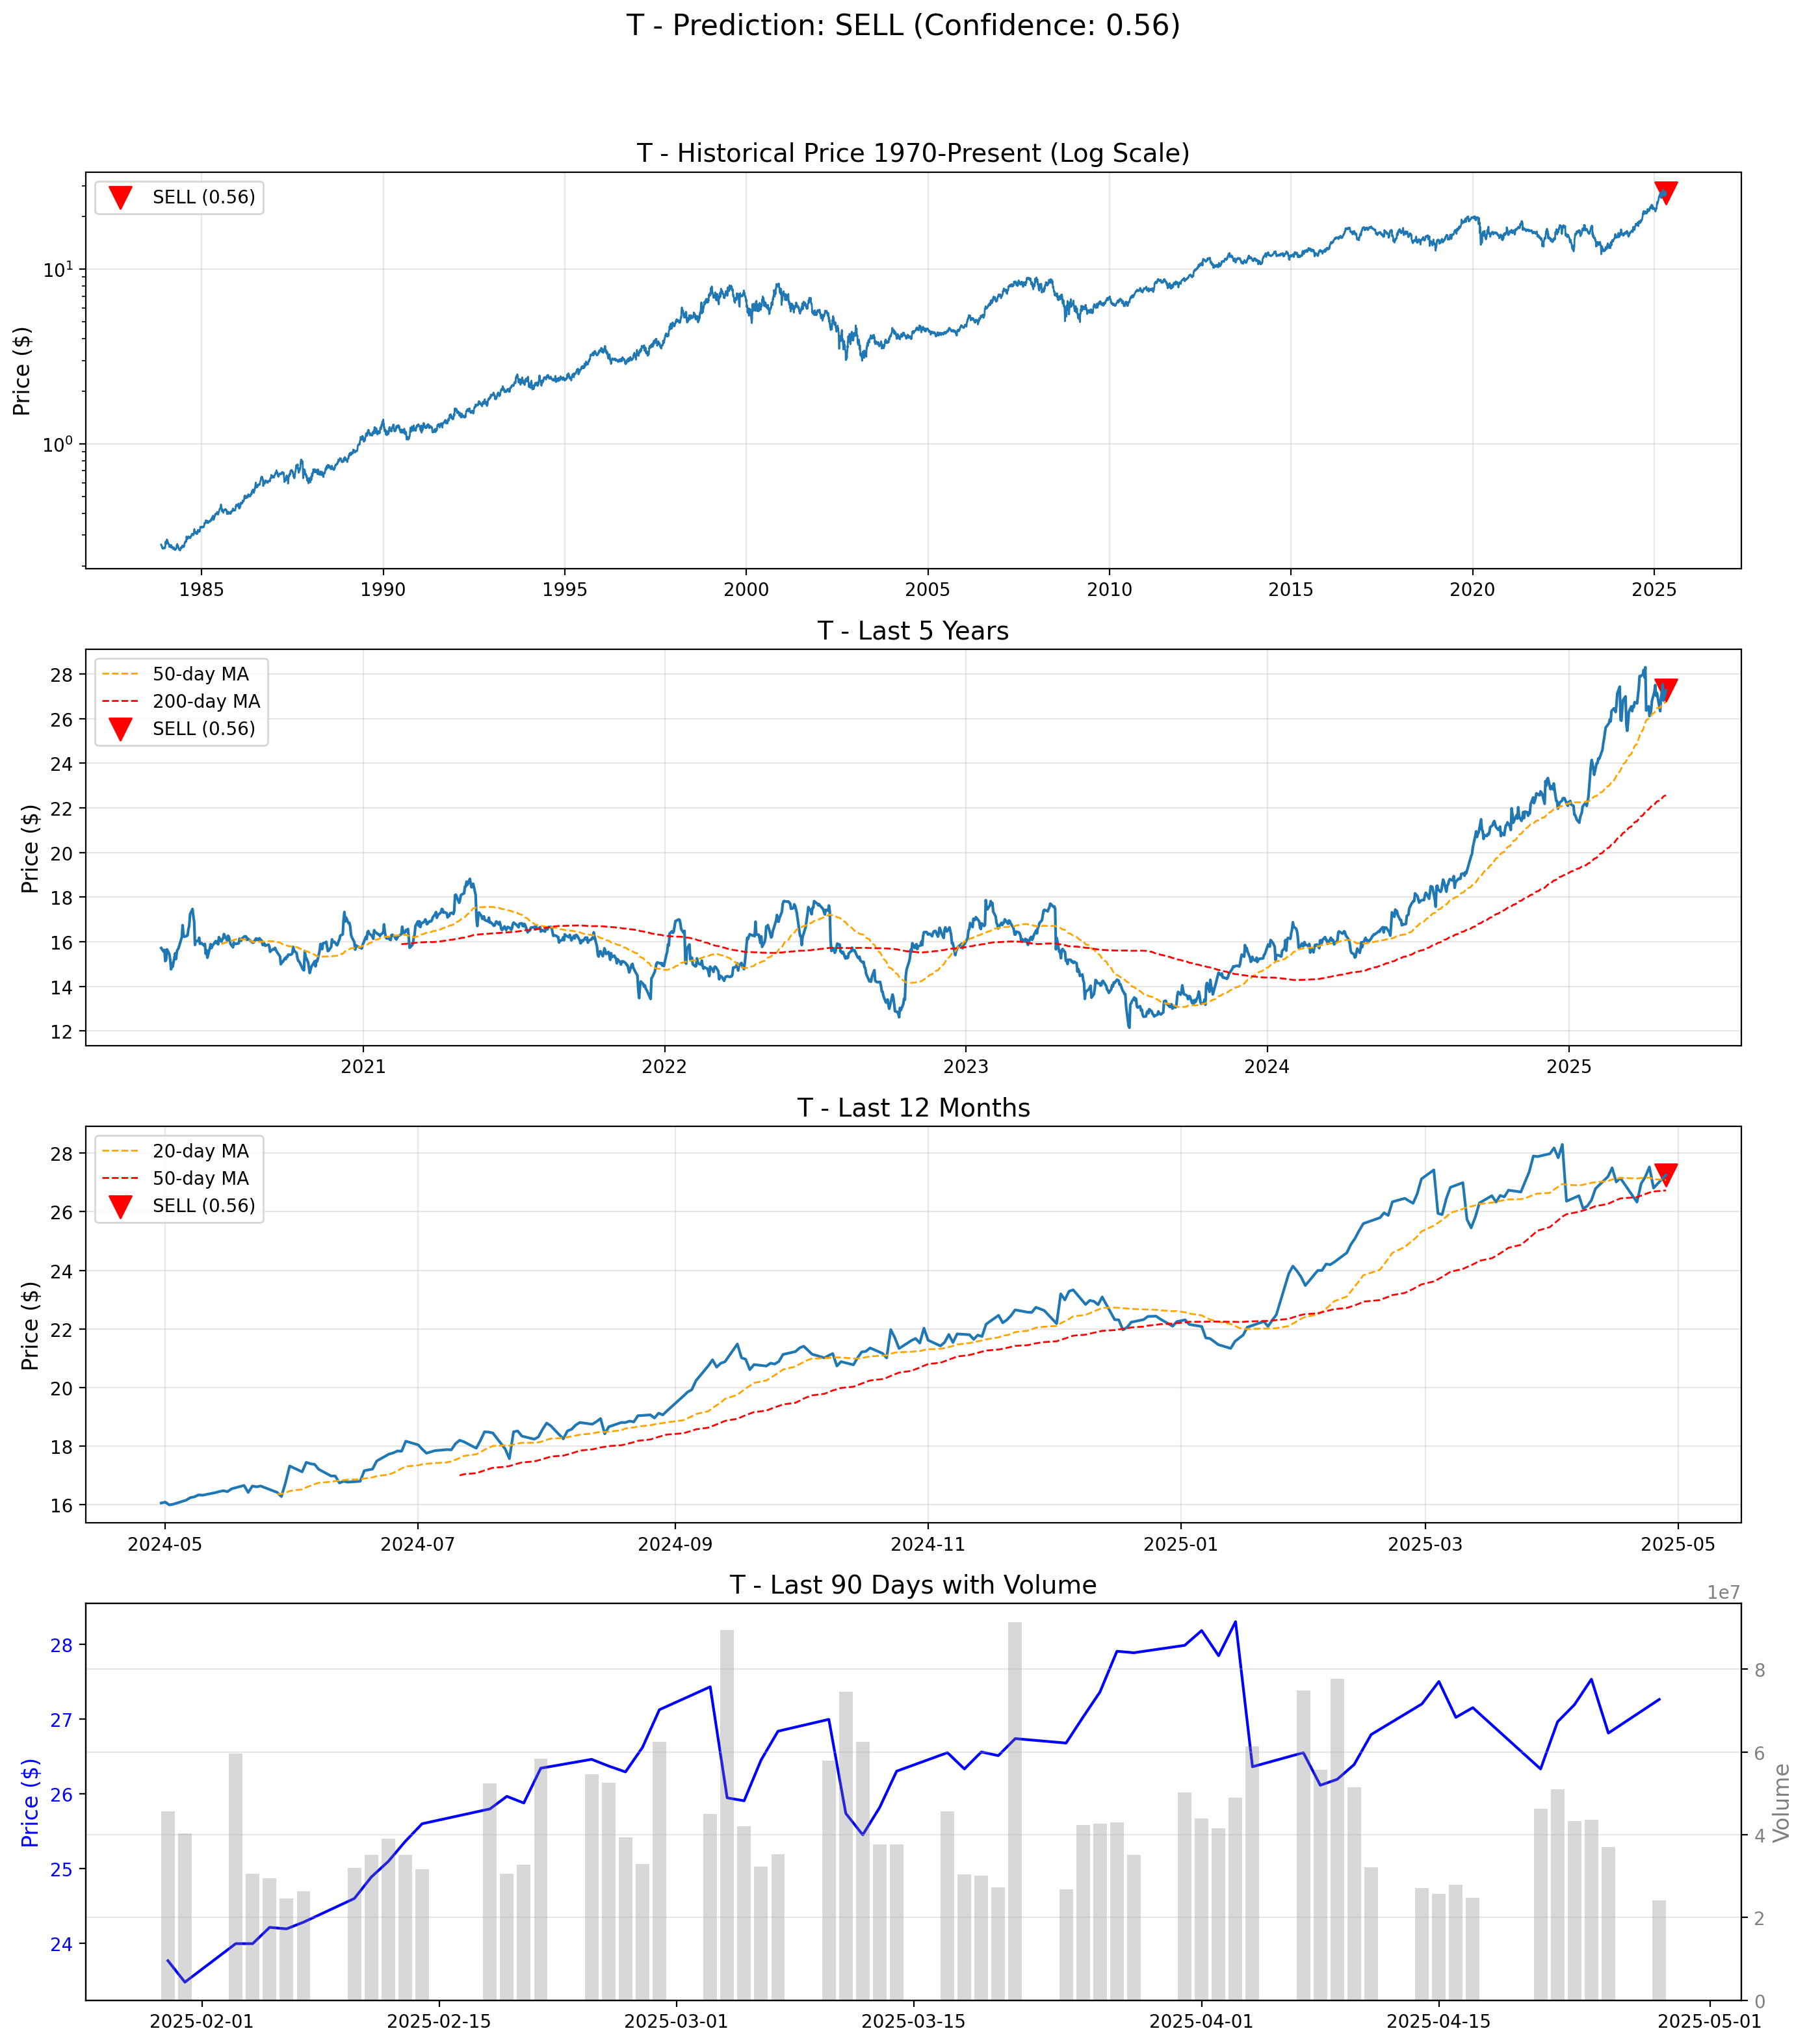 T - Prediction: SELL (Confidence: 0.56)
T - Historical Price 1970-Present (Log Scale)
SELL (0.56)
Price ($)
10¹
10⁰
1985 1990 1995 2000 2005 2010 2015 2020 2025
T - Last 5 Years
50-day MA
200-day MA
SELL (0.56)
Price ($)
28
26
24
22
20
18
16
14
12
2021 2022 2023 2024 2025
T - Last 12 Months
20-day MA
50-day MA
SELL (0.56)
Price ($)
28
26
24
22
20
18
16
2024-05 2024-07 2024-09 2024-11 2025-01 2025-03 2025-05
T - Last 90 Days with Volume
1e7
Price ($)
28
27
26
25
24
8
6
4
2
0
Volume
2025-02-01 2025-02-15 2025-03-01 2025-03-15 2025-04-01 2025-04-15 2025-05-01